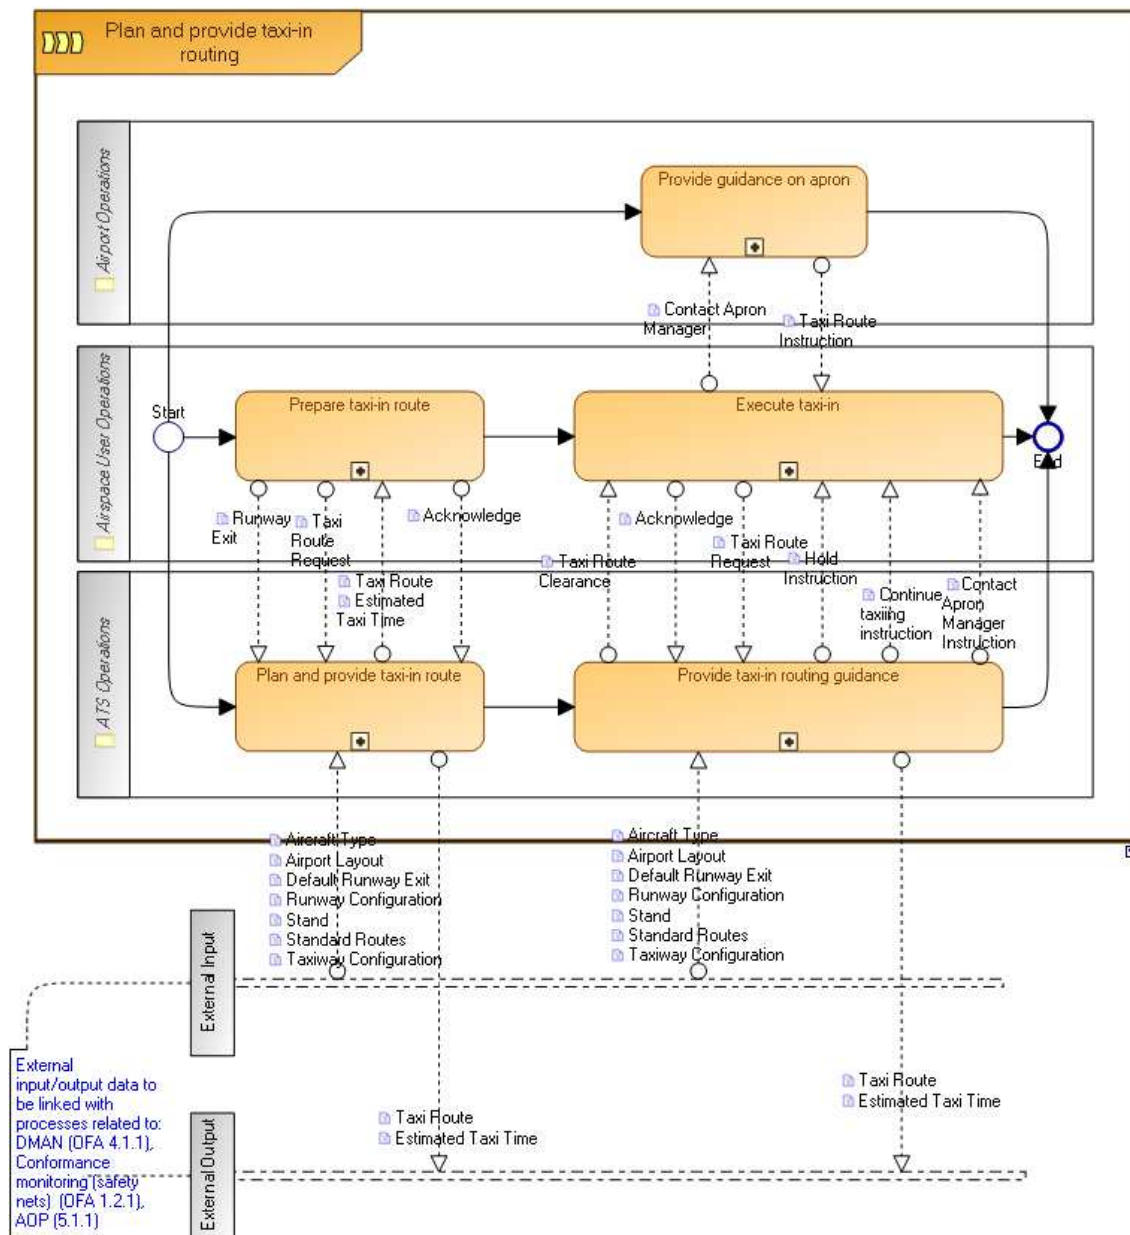 Plan and provide taxi-in
routing
Airport Operations
Provide guidance on apron
Contact Apron
Manager
Taxi Route
Instruction
Airspace User Operations
Start
Prepare taxi-in route
Execute taxi-in
End
Runway
Exit
Taxi
Route
Request
Acknowledge
Taxi Route
Estimated
Taxi Time
Acknowledge
Taxi Route
Clearance
Taxi Route
Request
Hold
Instruction
Continue
taxiing
instruction
Contact
Apron
Manager
Instruction
ATS Operations
Plan and provide taxi-in route
Provide taxi-in routing guidance
Aircraft Type
Airport Layout
Default Runway Exit
Runway Configuration
Stand
Standard Routes
Taxiway Configuration
Aircraft Type
Airport Layout
Default Runway Exit
Runway Configuration
Stand
Standard Routes
Taxiway Configuration
External Input
External
input/output data to
be linked with
processes related to:
DMAN (OFA 4.1.1),
Conformance
monitoring (safety
nets) (OFA 1.2.1),
AOP (5.1.1)
Taxi Route
Estimated Taxi Time
Taxi Route
Estimated Taxi Time
External Output